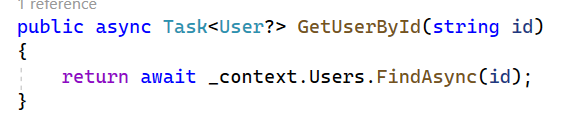 1 reference
public async Task<User?> GetUserById(string id)
{
    return await _context.Users.FindAsync(id);
}